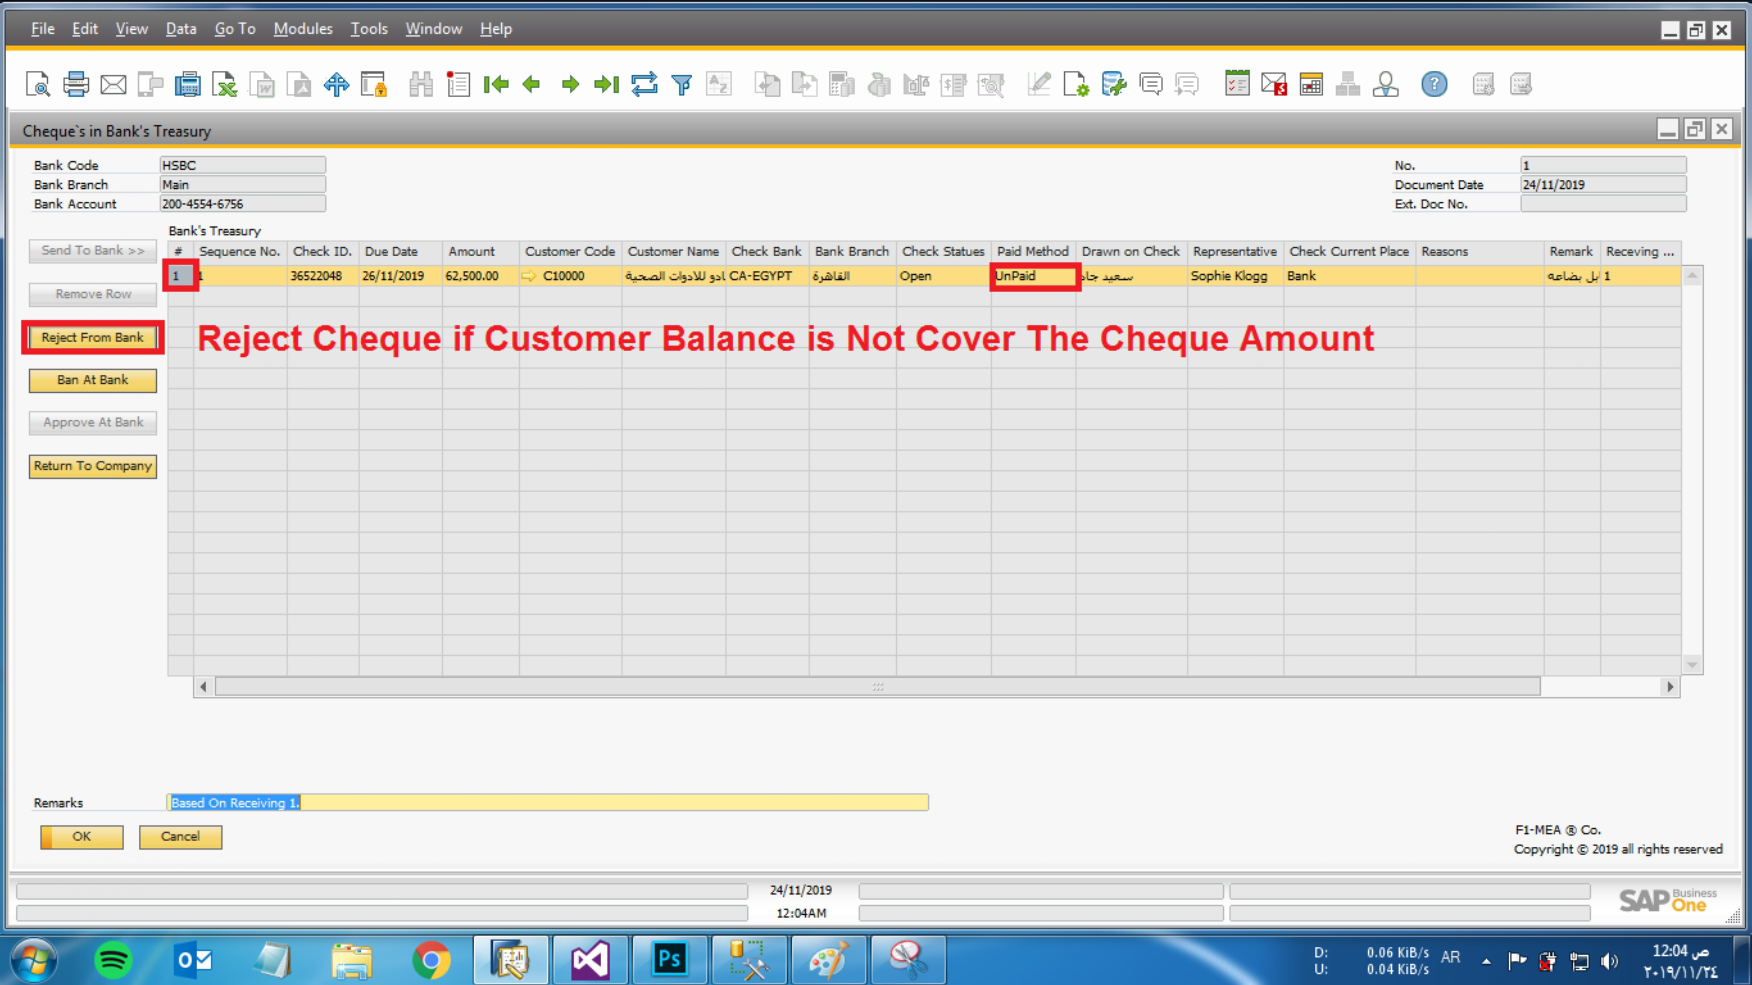 File Edit View Data Go To Modules Tools Window Help
Cheque`s in Bank's Treasury
Bank Code HSBC
Bank Branch Main
Bank Account 200-4554-6756
No. 1
Document Date 24/11/2019
Ext. Doc No.
Bank's Treasury
Send To Bank >>
Remove Row
Reject From Bank
Ban At Bank
Approve At Bank
Return To Company
# Sequence No. Check ID. Due Date Amount Customer Code Customer Name Check Bank Bank Branch Check Statues Paid Method Drawn on Check Representative Check Current Place Reasons Remark Receving ...
1 1 36522048 26/11/2019 62,500.00 C10000 ادو للادوات الصحية CA-EGYPT القاهرة Open UnPaid سعيد جاد Sophie Klogg Bank ابل بضاعه 1
Reject Cheque if Customer Balance is Not Cover The Cheque Amount
Remarks Based On Receiving 1.
OK Cancel
F1-MEA ® Co.
Copyright © 2019 all rights reserved
24/11/2019
12:04AM
SAP Business One
D: 0.06 KiB/s
U: 0.04 KiB/s
AR
12:04 ص
٢٠١٩/١١/٢٤
Ps